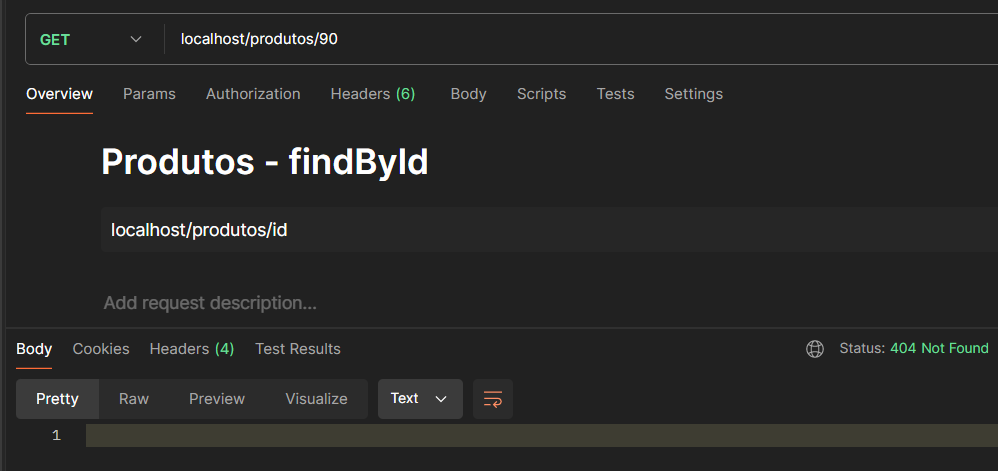 GET localhost/produtos/90
Overview Params Authorization Headers (6) Body Scripts Tests Settings
Produtos - findById
localhost/produtos/id
Add request description...
Body Cookies Headers (4) Test Results Status: 404 Not Found
Pretty Raw Preview Visualize Text
1